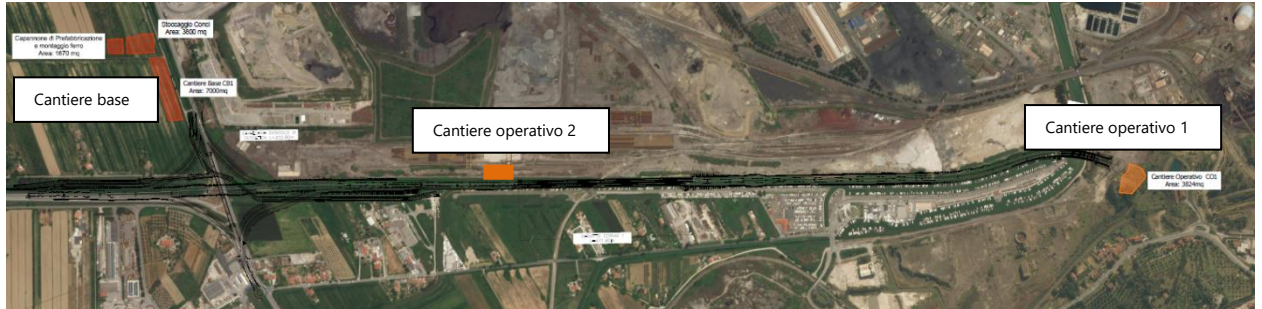 Stoccaggio Conci
Area: 3800 mq
Capannone di Prefabbricazione
e montaggio ferro
Area: 1670 mq
Cantiere Base CB1
Area: 7000mq
Cantiere base
Cantiere operativo 2
Cantiere operativo 1
Cantiere Operativo CO1
Area: 3824mq